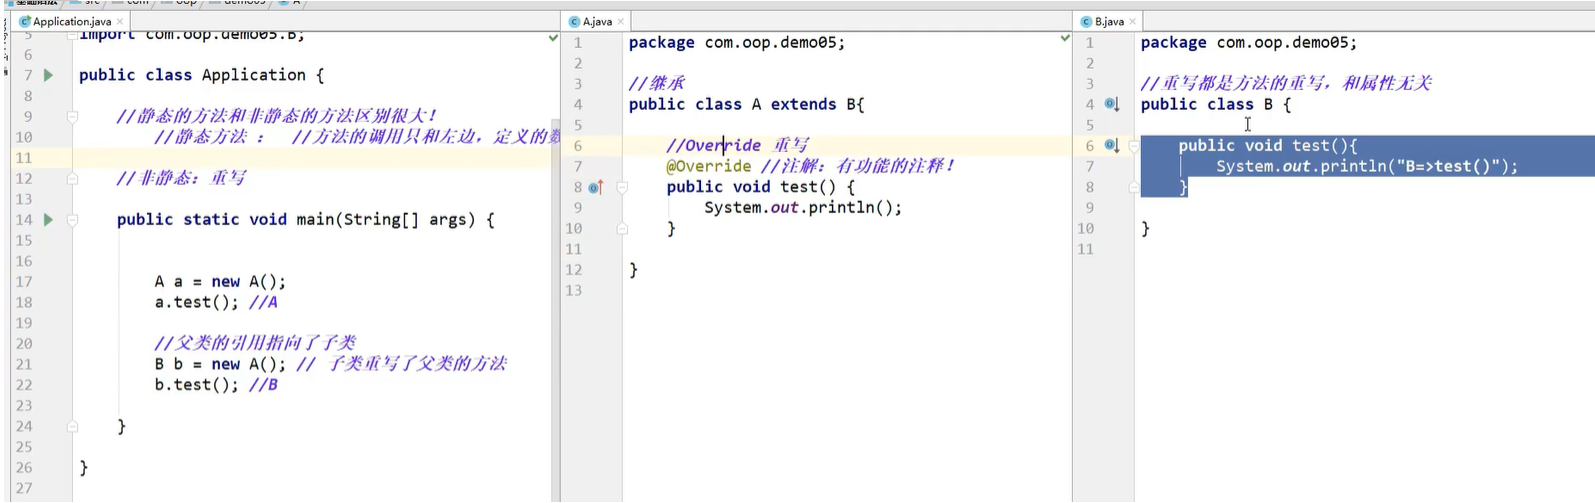 基础语法 src com oop demo05 A
Application.java
5 import com.oop.demo05.B;
6
7 public class Application {
8
9 //静态的方法和非静态的方法区别很大!
10 //静态方法 : //方法的调用只和左边,定义的数
11
12 //非静态:重写
13
14 public static void main(String[] args) {
15
16
17 A a = new A();
18 a.test(); //A
19
20 //父类的引用指向了子类
21 B b = new A(); // 子类重写了父类的方法
22 b.test(); //B
23
24 }
25
26 }
27
A.java
1 package com.oop.demo05;
2
3 //继承
4 public class A extends B{
5
6 //Override 重写
7 @Override //注解:有功能的注释!
8 public void test() {
9 System.out.println();
10 }
11
12 }
13
B.java
1 package com.oop.demo05;
2
3 //重写都是方法的重写,和属性无关
4 public class B {
5
6 public void test(){
7 System.out.println("B=>test()");
8 }
9
10 }
11